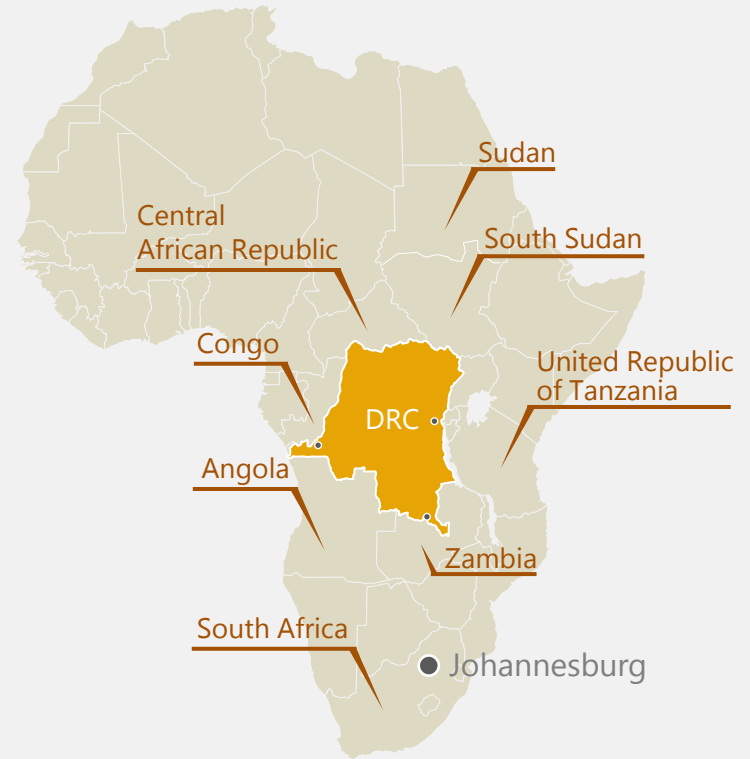 Sudan
Central
African Republic
South Sudan
Congo
United Republic
of Tanzania
DRC
Angola
Zambia
South Africa
Johannesburg